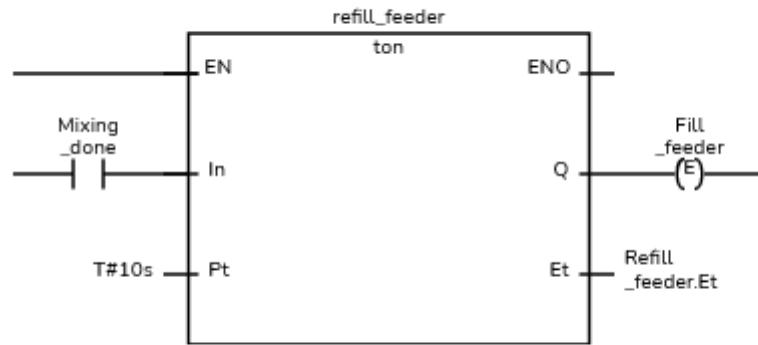 refill_feeder
ton
EN
ENO
Mixing
_done
In
Fill
_feeder
(E)
Q
T#10s
Pt
Et
Refill
_feeder.Et